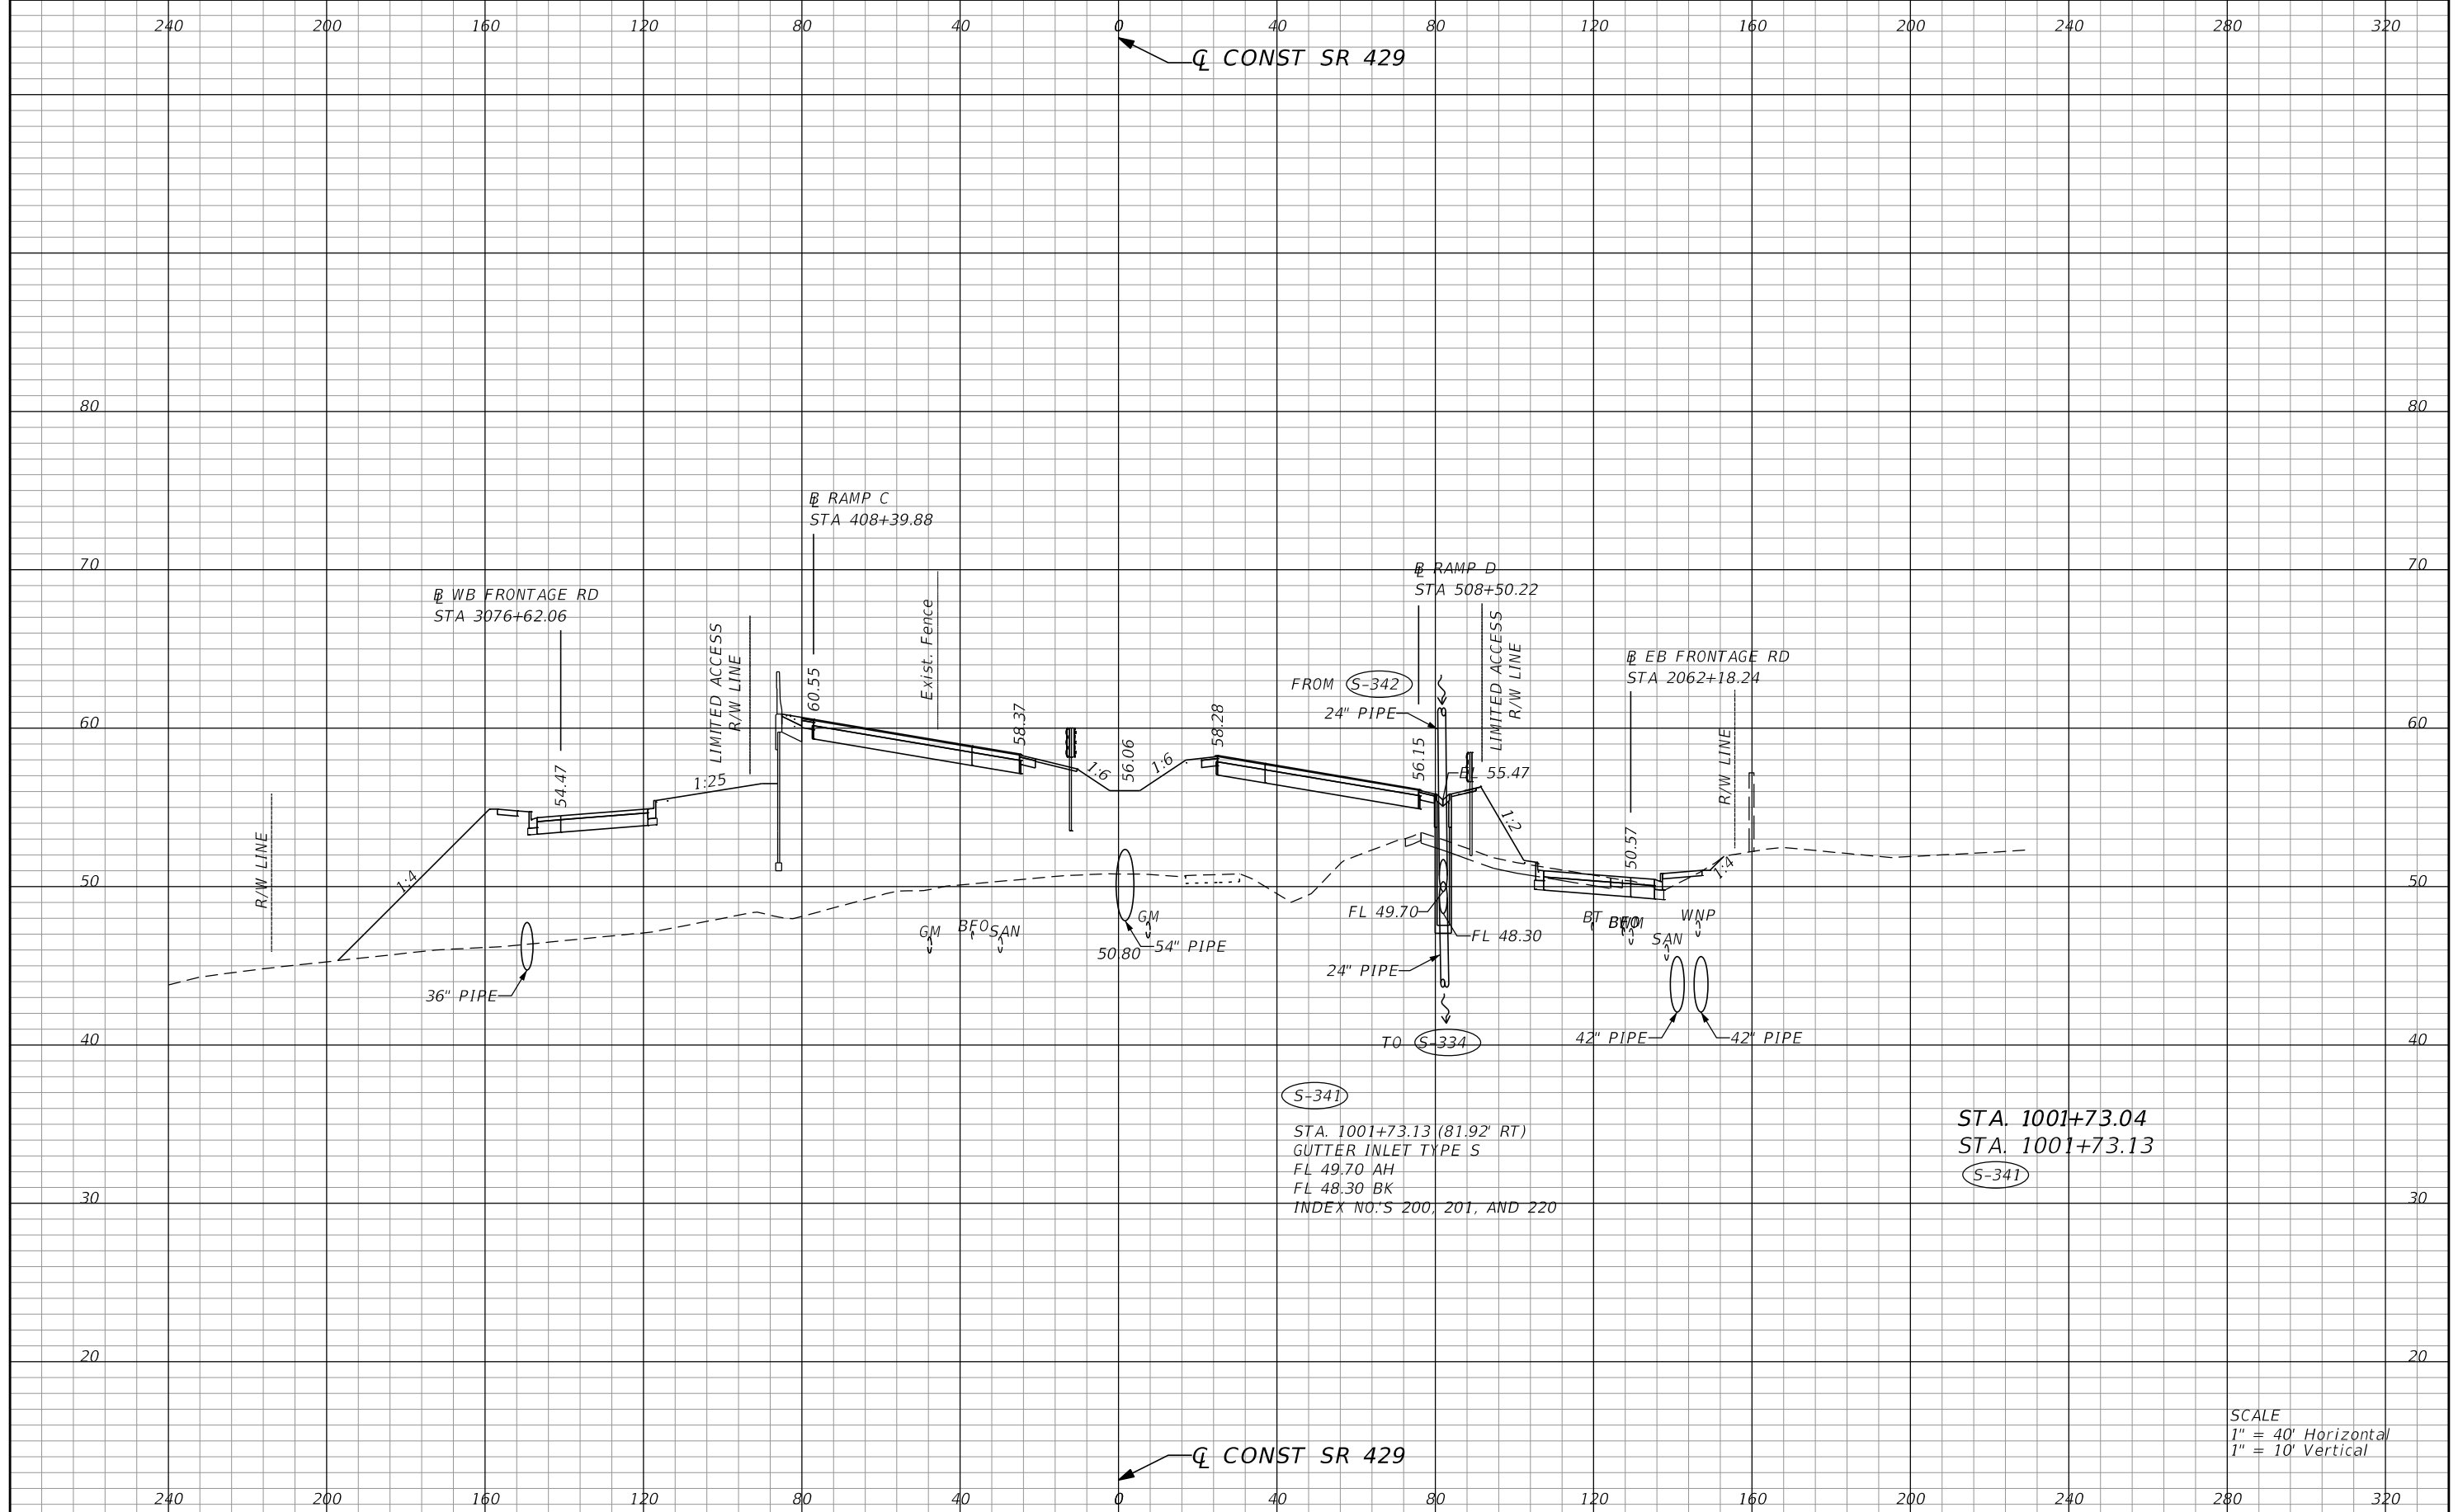 240 200 160 120 80 40 0 40 80 120 160 200 240 280 320
℄ CONST SR 429
80 80
℄ RAMP C
STA 408+39.88
70 70
℄ RAMP D
STA 508+50.22
℄ WB FRONTAGE RD
STA 3076+62.06
LIMITED ACCESS
R/W LINE
60.55
Exist. Fence
58.37
56.06
58.28
56.15
FROM S-342
24" PIPE
LIMITED ACCESS
R/W LINE
℄ EB FRONTAGE RD
STA 2062+18.24
R/W LINE
60 60
54.47
1:25
1:6
1:6
EL 55.47
1:2
50.57
R/W LINE
1:4
1:4
50 50
GM
BFO
SAN
GM
50.80
54" PIPE
36" PIPE
FL 49.70
FL 48.30
24" PIPE
BT
BFO
WNP
SAN
42" PIPE
42" PIPE
TO S-334
40 40
S-341
STA. 1001+73.13 (81.92' RT)
GUTTER INLET TYPE S
FL 49.70 AH
FL 48.30 BK
INDEX NO.'S 200, 201, AND 220
STA. 1001+73.04
STA. 1001+73.13
S-341
30 30
20 20
SCALE
1" = 40' Horizontal
1" = 10' Vertical
℄ CONST SR 429
240 200 160 120 80 40 0 40 80 120 160 200 240 280 320